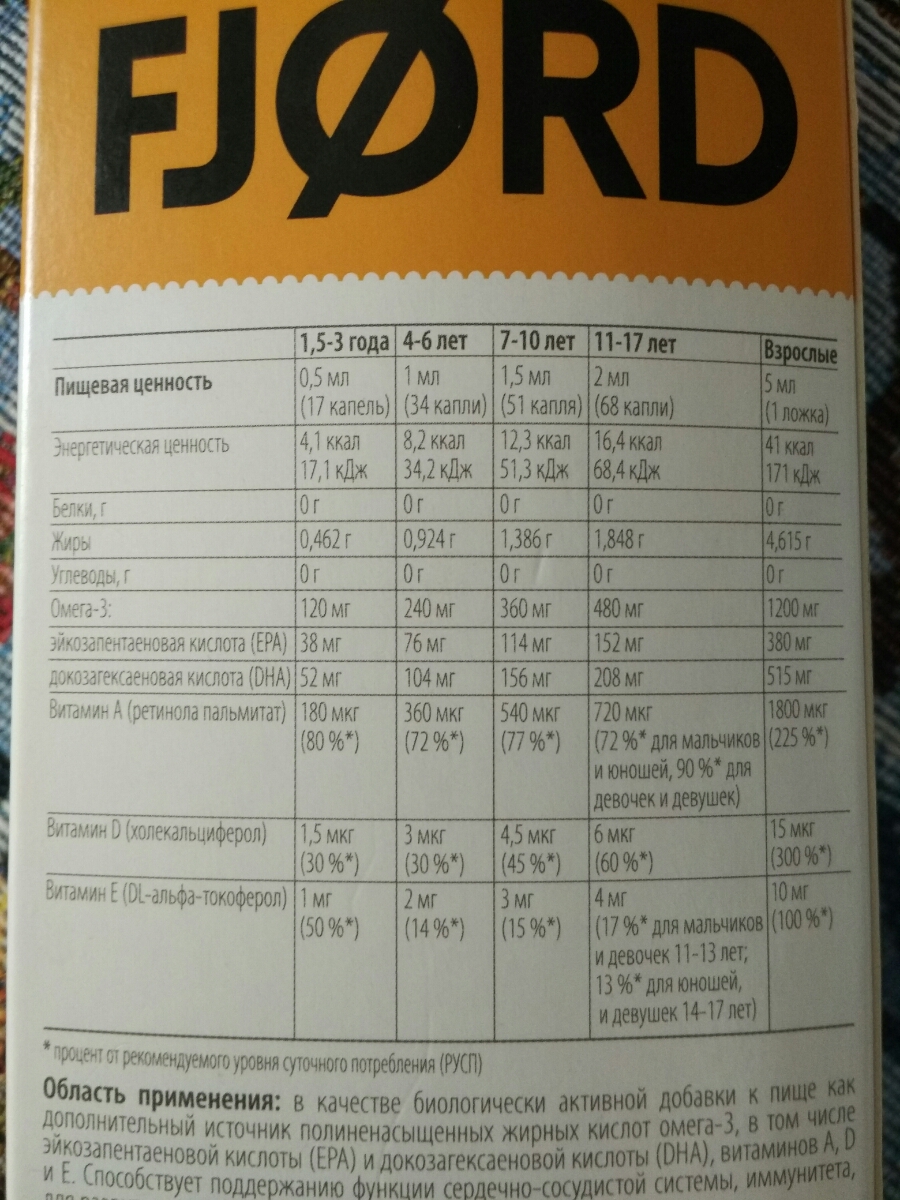 FJØRD
1,5-3 года 4-6 лет 7-10 лет 11-17 лет Взрослые
Пищевая ценность 0,5 мл 1 мл 1,5 мл 2 мл 5 мл
(17 капель) (34 капли) (51 капля) (68 капли) (1 ложка)
Энергетическая ценность 4,1 ккал 8,2 ккал 12,3 ккал 16,4 ккал 41 ккал
17,1 кДж 34,2 кДж 51,3 кДж 68,4 кДж 171 кДж
Белки, г 0 г 0 г 0 г 0 г 0 г
Жиры 0,462 г 0,924 г 1,386 г 1,848 г 4,615 г
Углеводы, г 0 г 0 г 0 г 0 г 0 г
Омега-3: 120 мг 240 мг 360 мг 480 мг 1200 мг
эйкозапентаеновая кислота (EPA) 38 мг 76 мг 114 мг 152 мг 380 мг
докозагексаеновая кислота (DHA) 52 мг 104 мг 156 мг 208 мг 515 мг
Витамин А (ретинола пальмитат) 180 мкг 360 мкг 540 мкг 720 мкг 1800 мкг
(80 %*) (72 %*) (77 %*) (72 %* для мальчиков (225 %*)
и юношей, 90 %* для
девочек и девушек)
Витамин D (холекальциферол) 1,5 мкг 3 мкг 4,5 мкг 6 мкг 15 мкг
(30 %*) (30 %*) (45 %*) (60 %*) (300 %*)
Витамин Е (DL-альфа-токоферол) 1 мг 2 мг 3 мг 4 мг 10 мг
(50 %*) (14 %*) (15 %*) (17 %* для мальчиков (100 %*)
и девочек 11-13 лет;
13 %* для юношей,
и девушек 14-17 лет)
* процент от рекомендуемого уровня суточного потребления (РУСП)
Область применения: в качестве биологически активной добавки к пище как
дополнительный источник полиненасыщенных жирных кислот омега-3, в том числе
эйкозапентаеновой кислоты (EPA) и докозагексаеновой кислоты (DHA), витаминов А, D
и Е. Способствует поддержанию функции сердечно-сосудистой системы, иммунитета,